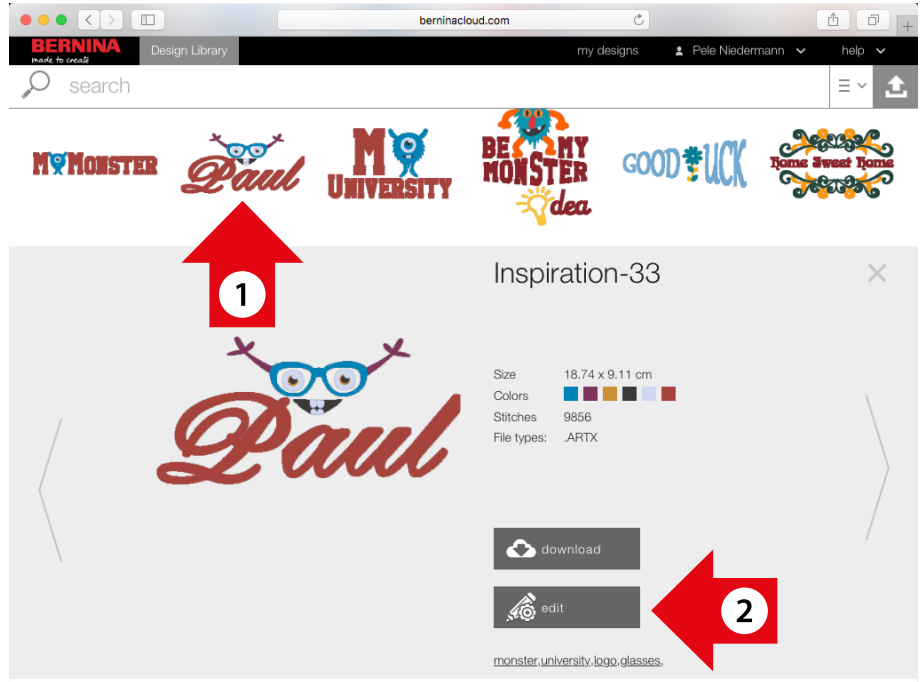 berninacloud.com
BERNINA
made to create
Design Library
my designs
Pele Niedermann
help
search
MY MONSTER
Paul
MY
UNIVERSITY
BE MY
MONSTER
idea
GOOD LUCK
Home Sweet Home
1
Inspiration-33
Paul
Size 18.74 x 9.11 cm
Colors
Stitches 9856
File types: .ARTX
download
edit
2
monster,university,logo,glasses,